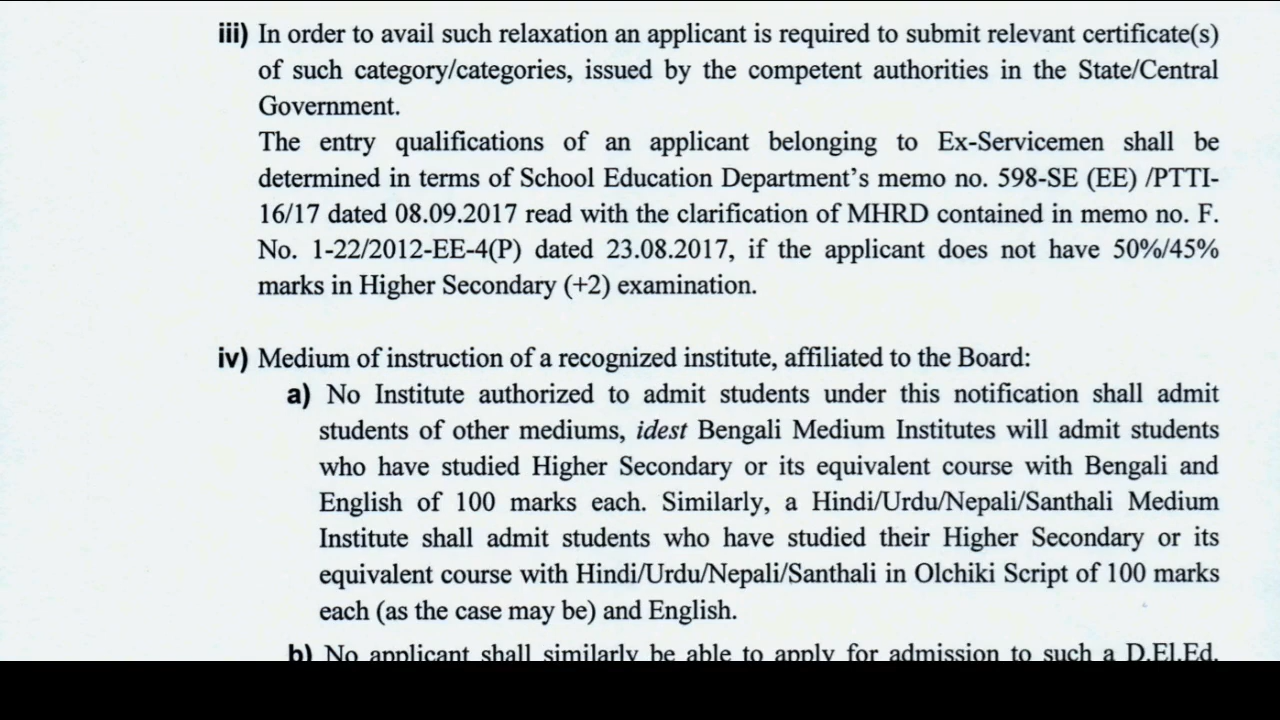 iii) In order to avail such relaxation an applicant is required to submit relevant certificate(s)
of such category/categories, issued by the competent authorities in the State/Central
Government.
The entry qualifications of an applicant belonging to Ex-Servicemen shall be
determined in terms of School Education Department's memo no. 598-SE (EE) /PTTI-
16/17 dated 08.09.2017 read with the clarification of MHRD contained in memo no. F.
No. 1-22/2012-EE-4(P) dated 23.08.2017, if the applicant does not have 50%/45%
marks in Higher Secondary (+2) examination.
iv) Medium of instruction of a recognized institute, affiliated to the Board:
a) No Institute authorized to admit students under this notification shall admit
students of other mediums, idest Bengali Medium Institutes will admit students
who have studied Higher Secondary or its equivalent course with Bengali and
English of 100 marks each. Similarly, a Hindi/Urdu/Nepali/Santhali Medium
Institute shall admit students who have studied their Higher Secondary or its
equivalent course with Hindi/Urdu/Nepali/Santhali in Olchiki Script of 100 marks
each (as the case may be) and English.
b) No applicant shall similarly be able to apply for admission to such a D.El.Ed.